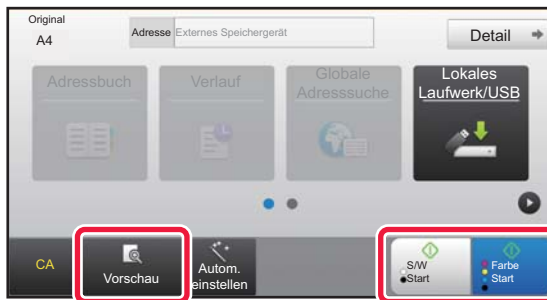 Original
A4
Adresse Externes Speichergerät
Detail
Adressbuch
Verlauf
Globale
Adresssuche
Lokales
Laufwerk/USB
CA
Vorschau
Autom.
einstellen
S/W
Start
Farbe
Start